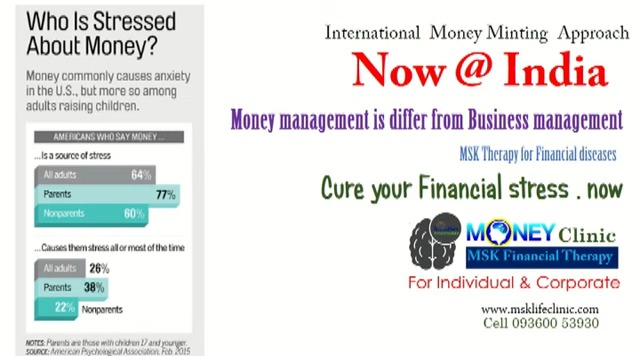 Who Is Stressed
About Money?
Money commonly causes anxiety
in the U.S., but more so among
adults raising children.
AMERICANS WHO SAY MONEY...
...Is a source of stress
All adults 64%
Parents 77%
Nonparents 60%
...Causes them stress all or most of the time
All adults 26%
Parents 38%
22% Nonparents
NOTES: Parents are those with children 17 and younger.
SOURCE: American Psychological Association, Feb. 2015
International Money Minting Approach
Now @ India
Money management is differ from Business management
MSK Therapy for Financial diseases
Cure your Financial stress . now
MONEY Clinic
MSK Financial Therapy
For Individual & Corporate
www.msklifeclinic.com
Cell 093600 53930